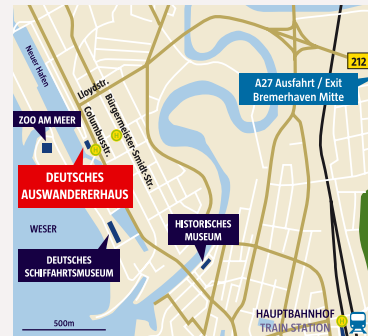 Neuer Hafen
Lloydstr.
212
A27 Ausfahrt / Exit
Bremerhaven Mitte
ZOO AM MEER
Columbusstr.
Bürgermeister-Smidt-Str.
H
H
DEUTSCHES
AUSWANDERERHAUS
WESER
HISTORISCHES
MUSEUM
DEUTSCHES
SCHIFFAHRTSMUSEUM
500m
HAUPTBAHNHOF
TRAIN STATION
H